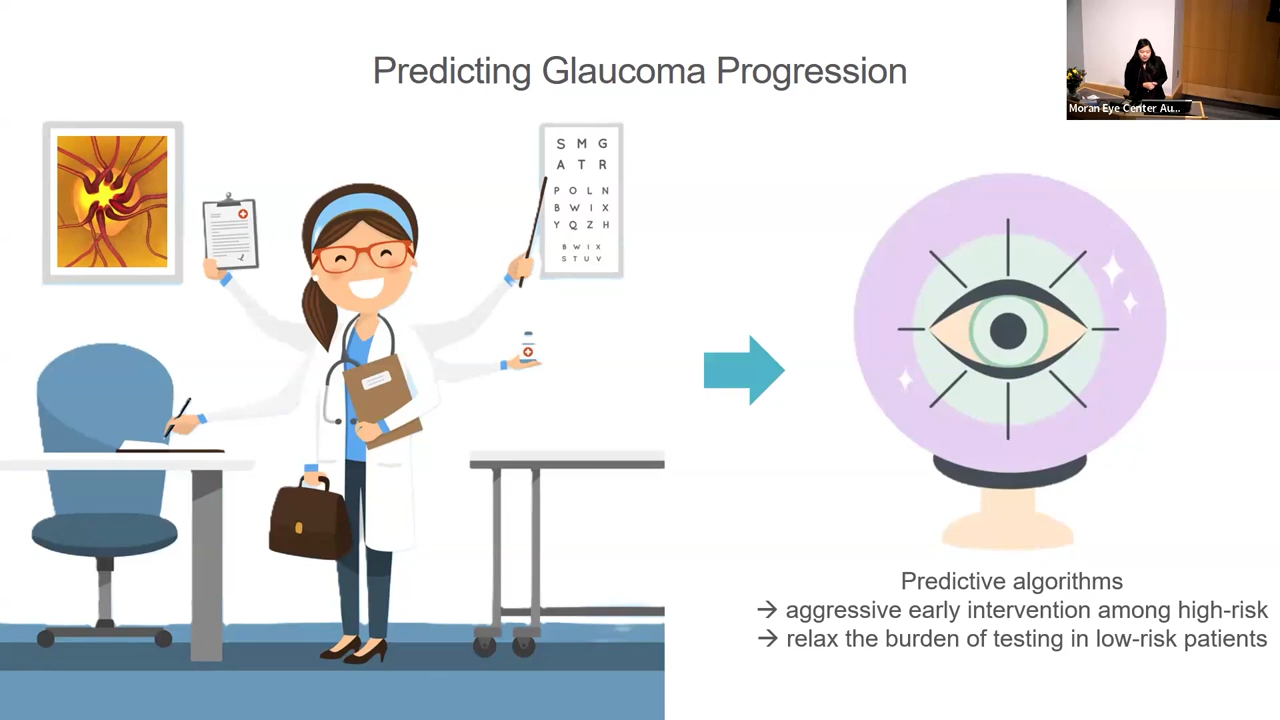 Predicting Glaucoma Progression
Moran Eye Center Au...
S M G
A T R
P O L N
B W I X
Y Q Z H
B W I X
S T U V
Predictive algorithms
→ aggressive early intervention among high-risk
→ relax the burden of testing in low-risk patients